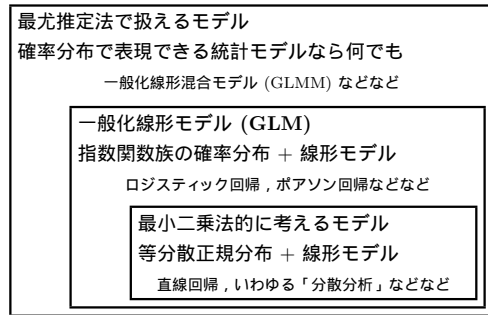 最尤推定法で扱えるモデル
確率分布で表現できる統計モデルなら何でも
一般化線形混合モデル (GLMM) などなど
一般化線形モデル (GLM)
指数関数族の確率分布 + 線形モデル
ロジスティック回帰 , ポアソン回帰などなど
最小二乗法的に考えるモデル
等分散正規分布 + 線形モデル
直線回帰 , いわゆる「分散分析」などなど